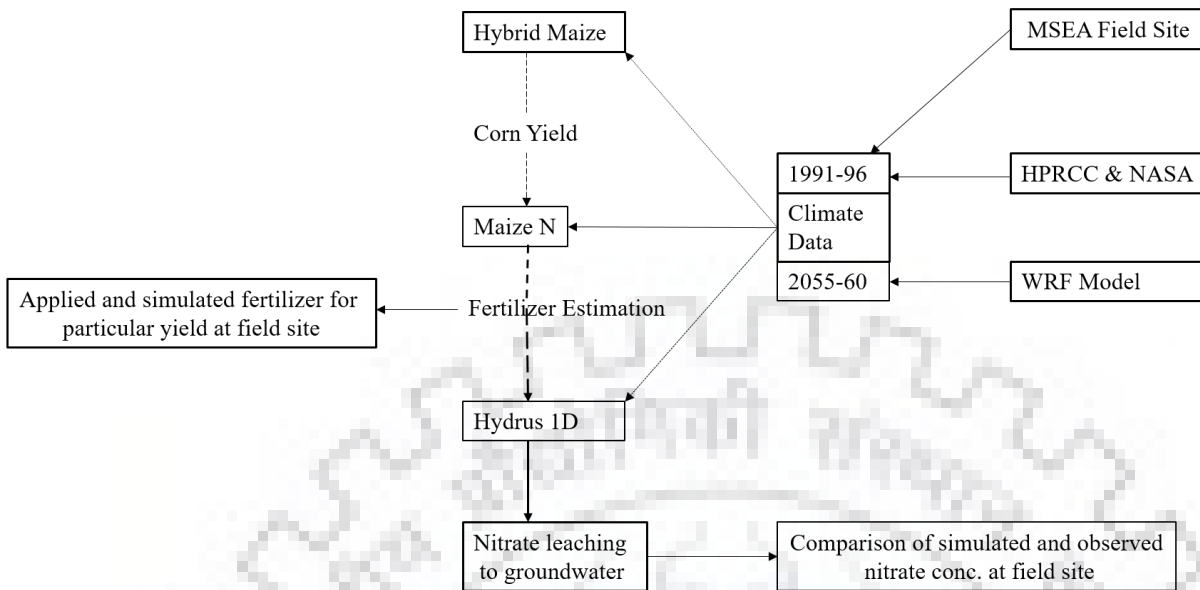 Hybrid Maize
MSEA Field Site
Corn Yield
1991-96
HPRCC & NASA
Climate
Data
Maize N
2055-60
WRF Model
Applied and simulated fertilizer for
particular yield at field site
Fertilizer Estimation
Hydrus 1D
Nitrate leaching
to groundwater
Comparison of simulated and observed
nitrate conc. at field site